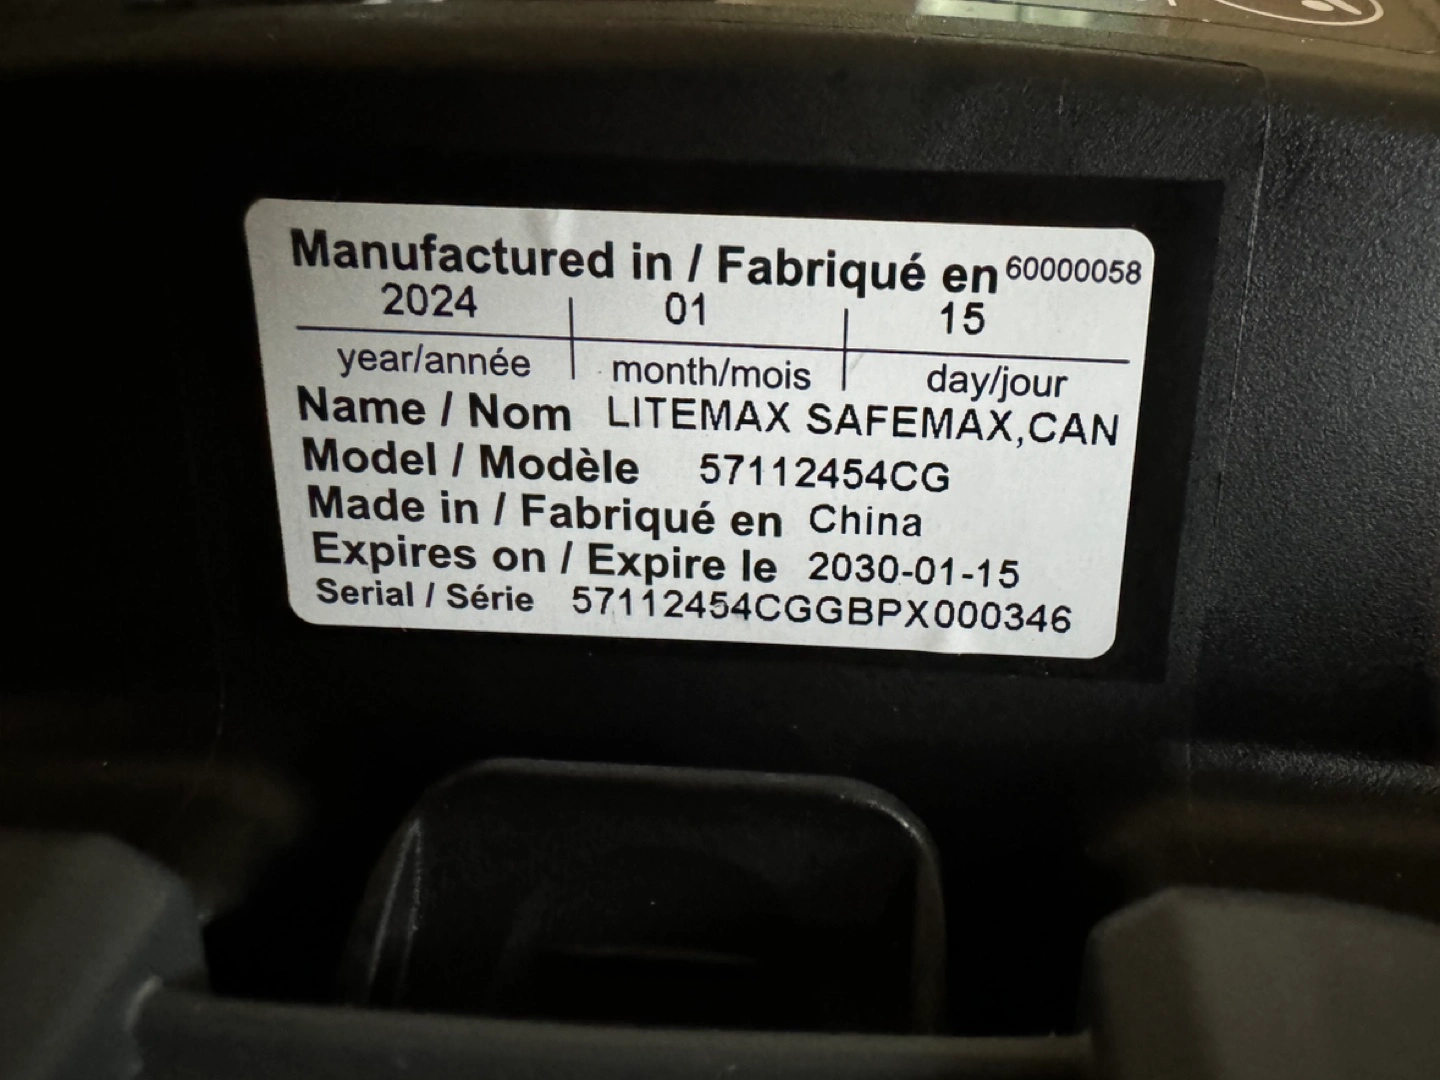 Manufactured in / Fabriqué en 60000058
2024 01 15
year/année month/mois day/jour
Name / Nom LITEMAX SAFEMAX,CAN
Model / Modèle 57112454CG
Made in / Fabriqué en China
Expires on / Expire le 2030-01-15
Serial / Série 57112454CGGBPX000346